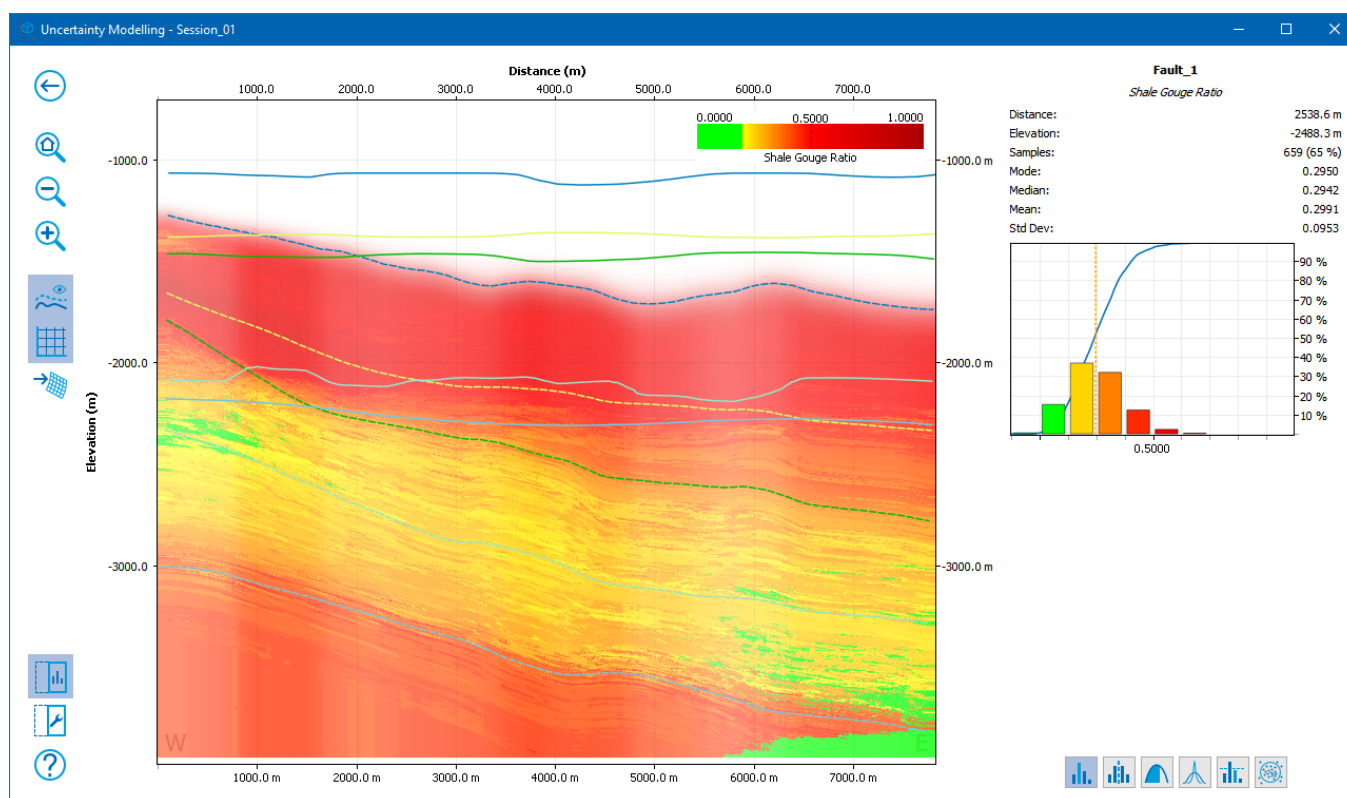 Uncertainty Modelling - Session_01
Distance (m)
1000.0 2000.0 3000.0 4000.0 5000.0 6000.0 7000.0
0.0000 0.5000 1.0000
Shale Gouge Ratio
-1000.0
-1000.0 m
-2000.0
-2000.0 m
Elevation (m)
-3000.0
-3000.0 m
W E
1000.0 m 2000.0 m 3000.0 m 4000.0 m 5000.0 m 6000.0 m 7000.0 m
Fault_1
Shale Gouge Ratio
Distance: 2538.6 m
Elevation: -2488.3 m
Samples: 659 (65 %)
Mode: 0.2950
Median: 0.2942
Mean: 0.2991
Std Dev: 0.0953
90 %
80 %
70 %
60 %
50 %
40 %
30 %
20 %
10 %
0.5000